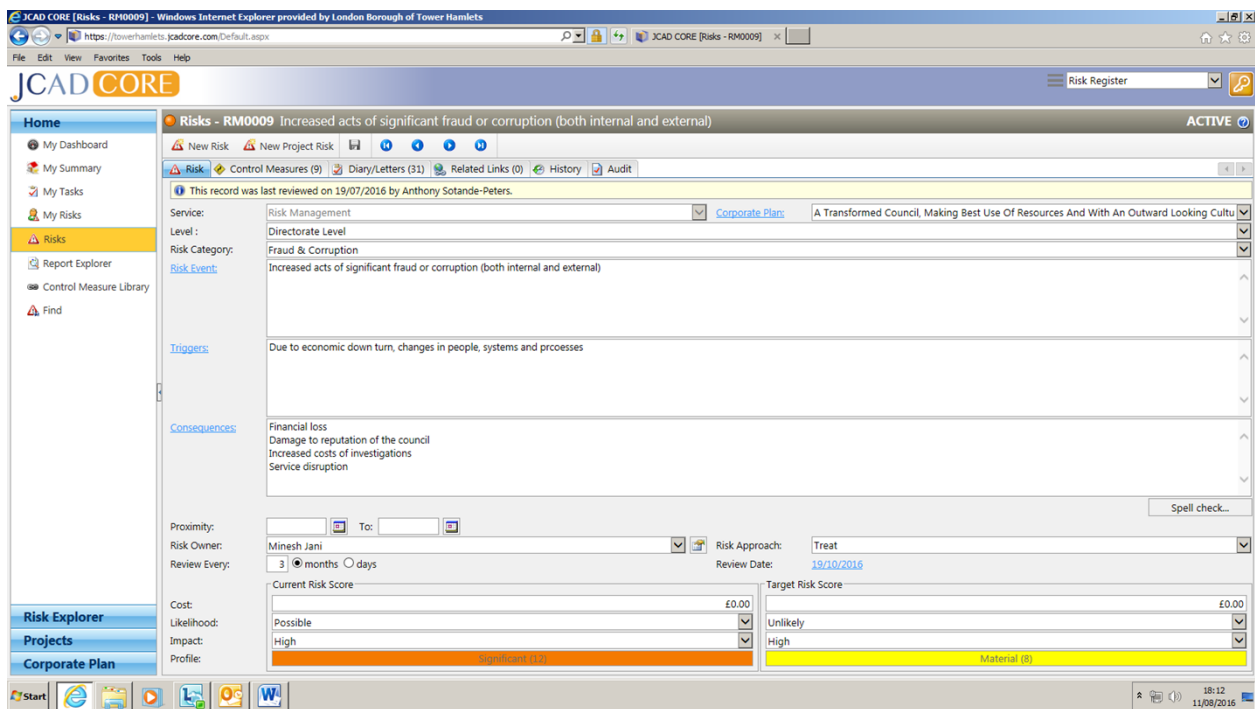 JCAD CORE [Risks - RM0009] - Windows Internet Explorer provided by London Borough of Tower Hamlets
https://towerhamlets.jcadcore.com/Default.aspx
JCAD CORE [Risks - RM0009]
File Edit View Favorites Tools Help
JCAD CORE
Risk Register
Home
Risks - RM0009 Increased acts of significant fraud or corruption (both internal and external) ACTIVE
My Dashboard
My Summary
My Tasks
My Risks
Risks
Report Explorer
Control Measure Library
Find
New Risk New Project Risk
Risk Control Measures (9) Diary/Letters (31) Related Links (0) History Audit
This record was last reviewed on 19/07/2016 by Anthony Sotande-Peters.
Service: Risk Management Corporate Plan: A Transformed Council, Making Best Use Of Resources And With An Outward Looking Cultu
Level : Directorate Level
Risk Category: Fraud & Corruption
Risk Event: Increased acts of significant fraud or corruption (both internal and external)
Triggers: Due to economic down turn, changes in people, systems and prcoesses
Consequences: Financial loss
Damage to reputation of the council
Increased costs of investigations
Service disruption
Spell check...
Proximity: To:
Risk Owner: Minesh Jani Risk Approach: Treat
Review Every: 3 months days Review Date: 19/10/2016
Current Risk Score Target Risk Score
Cost: £0.00 £0.00
Likelihood: Possible Unlikely
Impact: High High
Profile: Significant (12) Material (8)
Risk Explorer
Projects
Corporate Plan
Start
18:12
11/08/2016